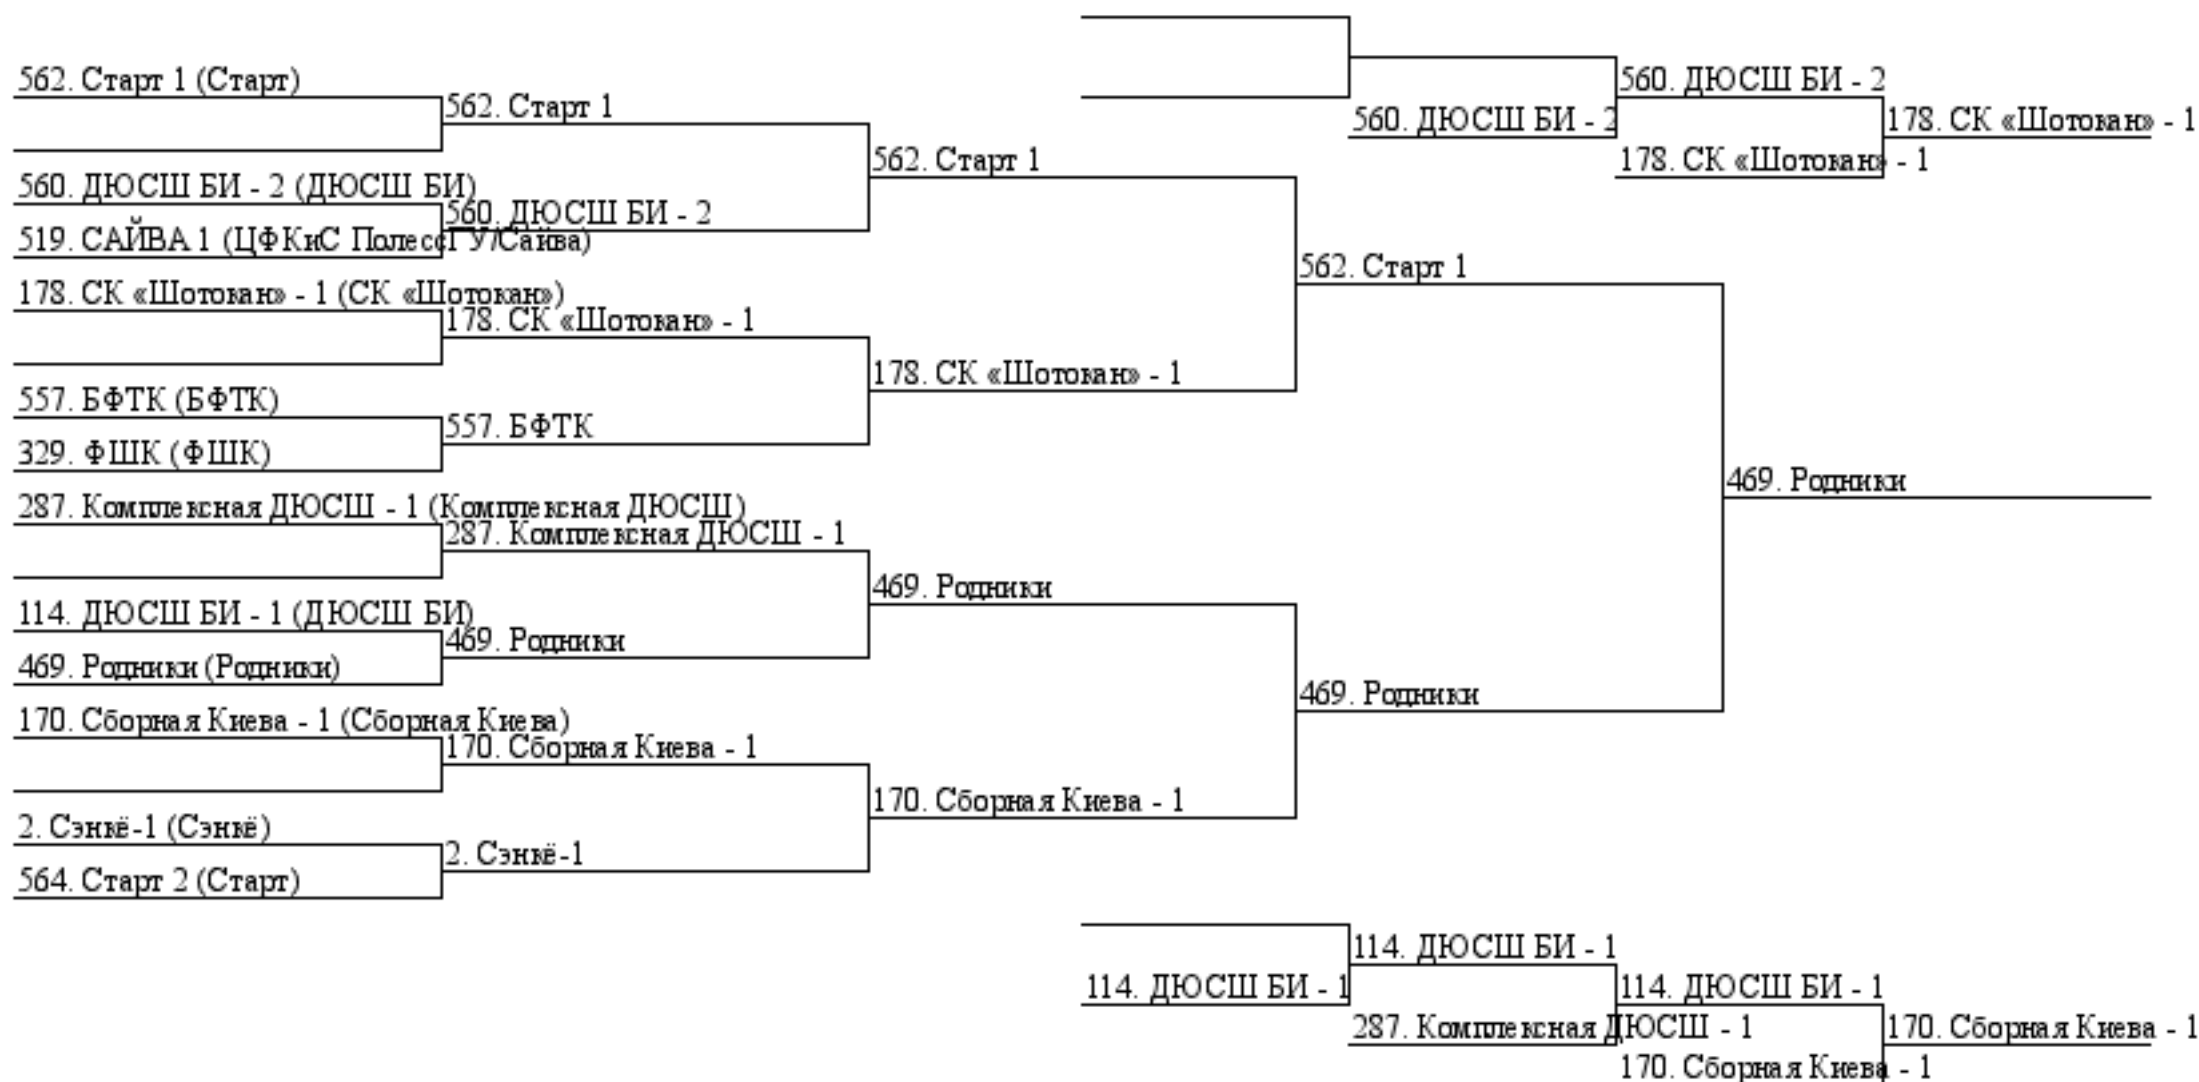 562. Старт 1 (Старт)
560. ДЮСШ БИ - 2 (ДЮСШ БИ)
519. САЙВА 1 (ЦФКиС ПолессГУ/Сайва)
178. СК «Шотокан» - 1 (СК «Шотокан»)
557. БФТК (БФТК)
329. ФШК (ФШК)
287. Комплексная ДЮСШ - 1 (Комплексная ДЮСШ)
114. ДЮСШ БИ - 1 (ДЮСШ БИ)
469. Родники (Родники)
170. Сборная Киева - 1 (Сборная Киева)
2. Сэнкё-1 (Сэнкё)
564. Старт 2 (Старт)
562. Старт 1
560. ДЮСШ БИ - 2
178. СК «Шотокан» - 1
557. БФТК
287. Комплексная ДЮСШ - 1
469. Родники
170. Сборная Киева - 1
2. Сэнкё-1
562. Старт 1
178. СК «Шотокан» - 1
469. Родники
170. Сборная Киева - 1
562. Старт 1
469. Родники
469. Родники
560. ДЮСШ БИ - 2
560. ДЮСШ БИ - 2
178. СК «Шотокан» - 1
178. СК «Шотокан» - 1
114. ДЮСШ БИ - 1
114. ДЮСШ БИ - 1
287. Комплексная ДЮСШ - 1
114. ДЮСШ БИ - 1
170. Сборная Киева - 1
170. Сборная Киева - 1